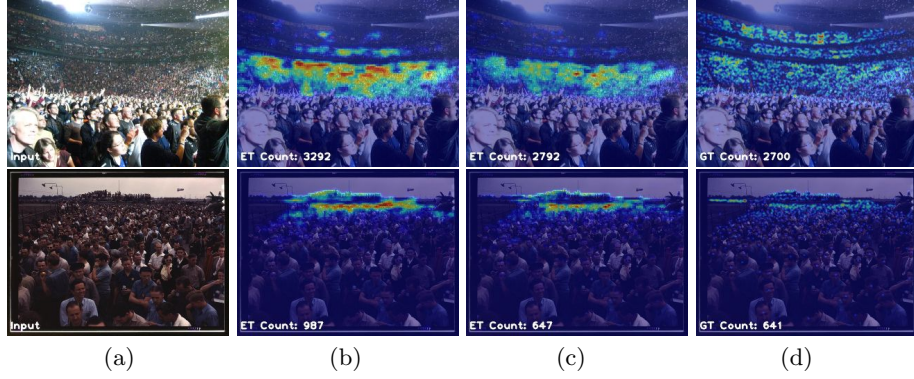 Input
ET Count: 3292
ET Count: 2792
GT Count: 2700
Input
ET Count: 987
ET Count: 647
GT Count: 641
(a)
(b)
(c)
(d)